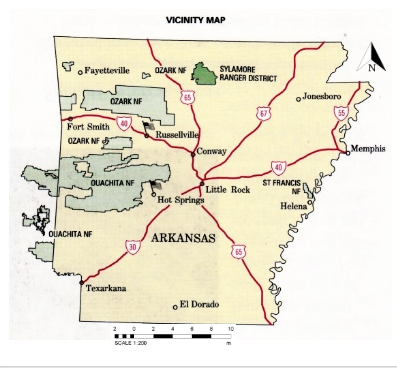 VICINITY MAP
Fayetteville
OZARK NF
SYLAMORE
RANGER DISTRICT
N
OZARK NF
65
Jonesboro
67
55
Fort Smith
40
Russellville
OZARK NF
Conway
Memphis
40
OUACHITA NF
Little Rock
ST FRANCIS
NF
Hot Springs
Helena
OUACHITA NF
ARKANSAS
30
65
Texarkana
El Dorado
2 0 2 4 6 8 10
SCALE 1:200 m